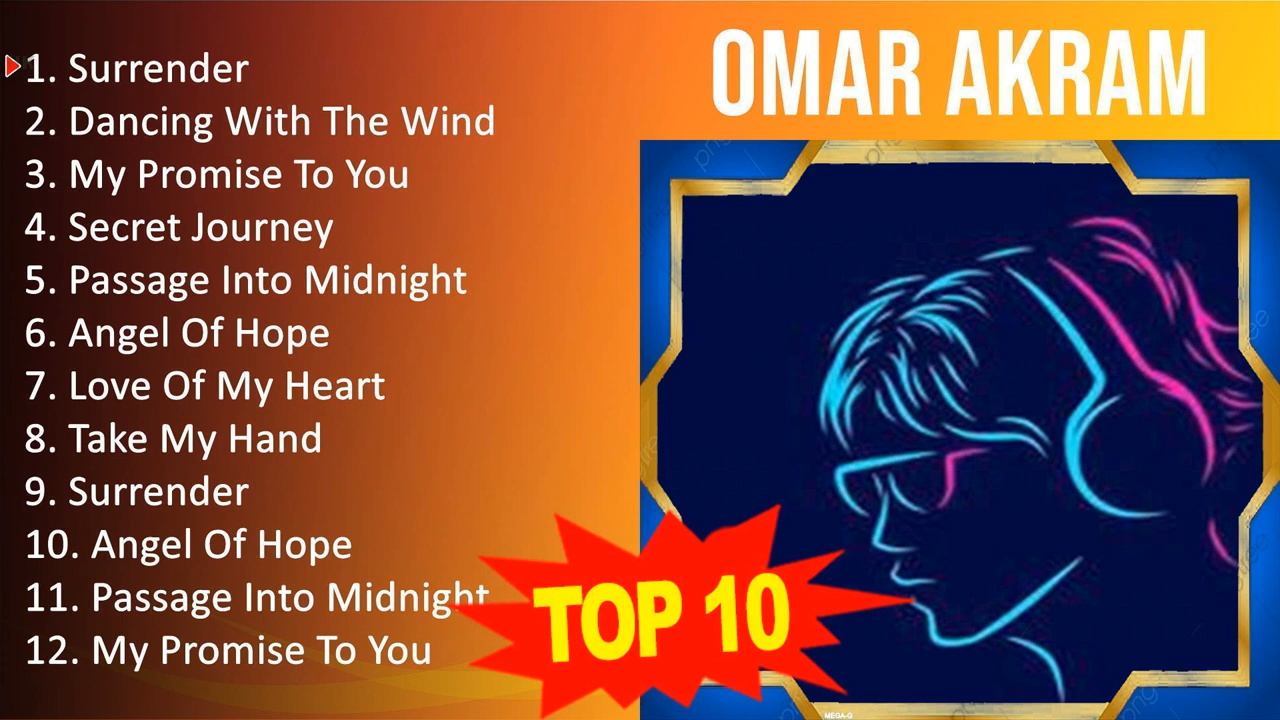 1. Surrender
2. Dancing With The Wind
3. My Promise To You
4. Secret Journey
5. Passage Into Midnight
6. Angel Of Hope
7. Love Of My Heart
8. Take My Hand
9. Surrender
10. Angel Of Hope
11. Passage Into Midnight
12. My Promise To You
OMAR AKRAM
TOP 10
MEGA-G